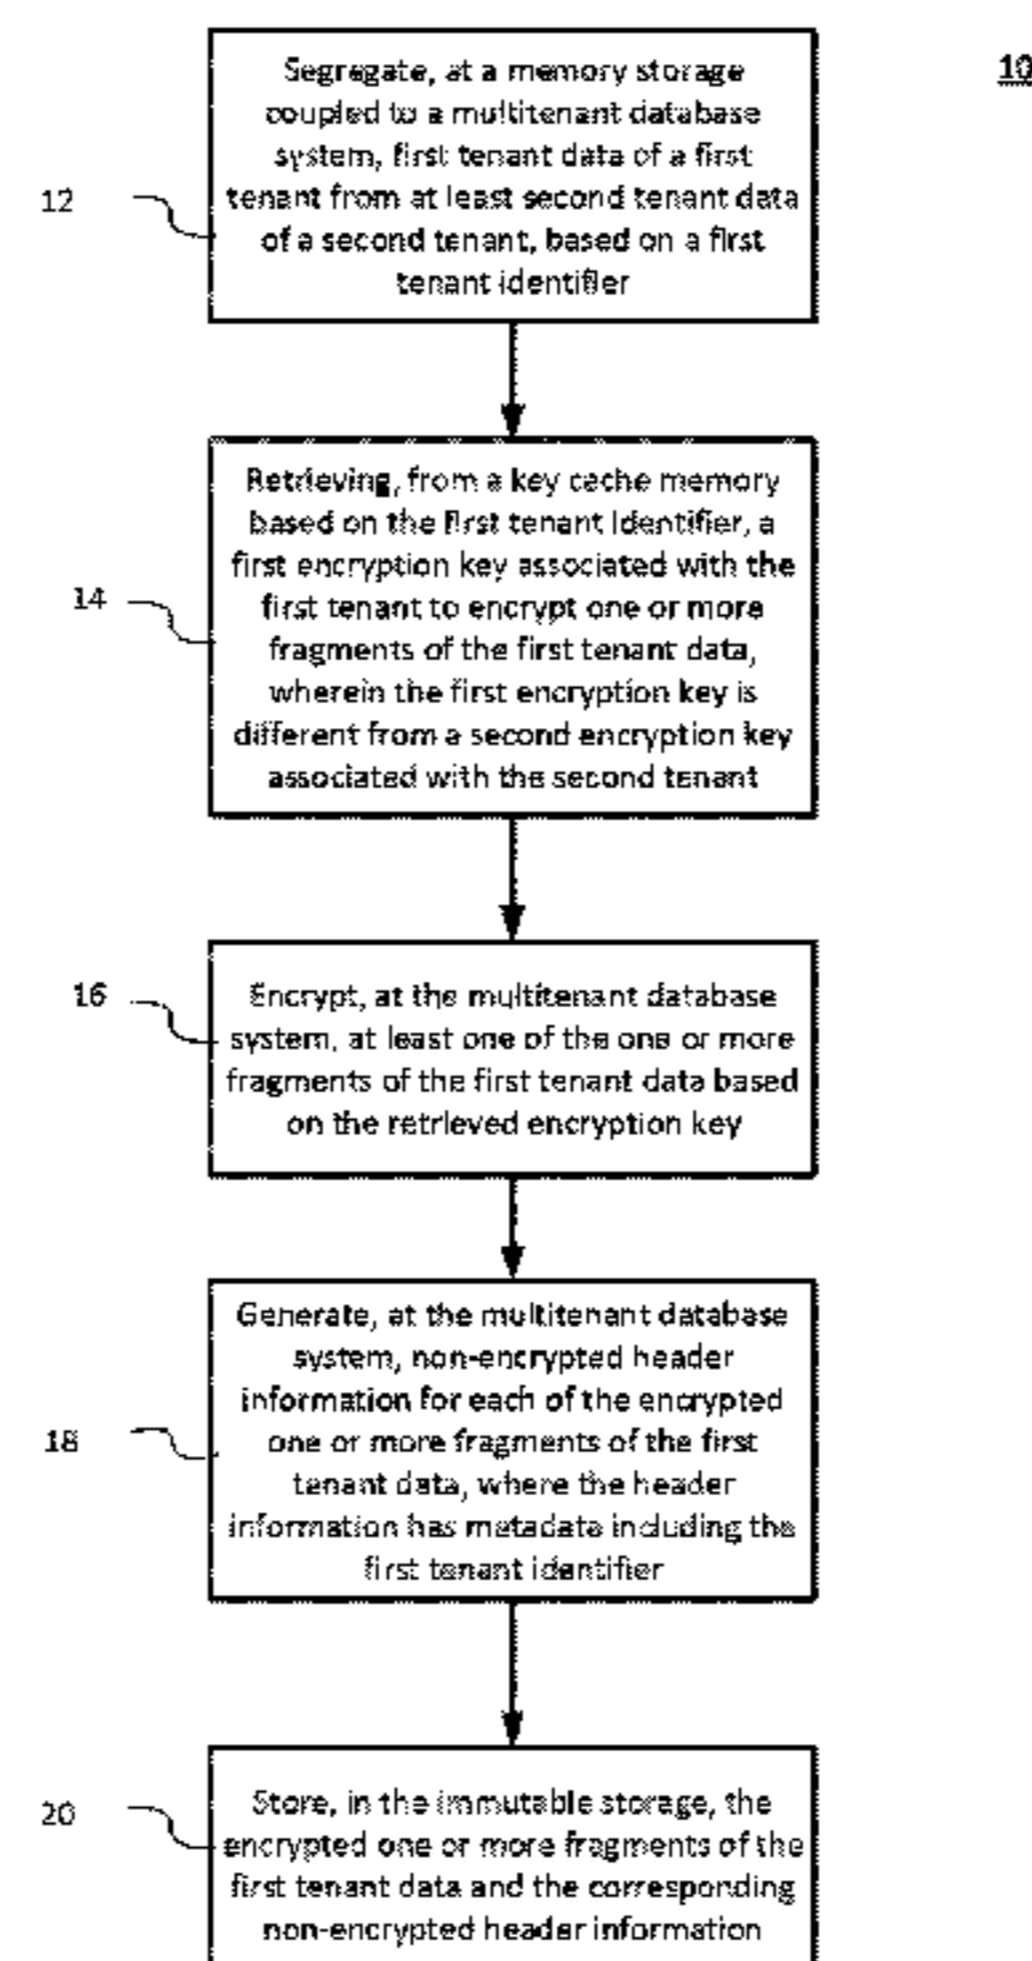 10
Segregate, at a memory storage
coupled to a multitenant database
system, first tenant data of a first
12
tenant from at least second tenant data
of a second tenant, based on a first
tenant identifier
Retrieving, from a key cache memory
based on the first tenant identifier, a
first encryption key associated with the
14
first tenant to encrypt one or more
fragments of the first tenant data,
wherein the first encryption key is
different from a second encryption key
associated with the second tenant
16
Encrypt, at the multitenant database
system, at least one of the one or more
fragments of the first tenant data based
on the retrieved encryption key
Generate, at the multitenant database
system, non-encrypted header
information for each of the encrypted
18
one or more fragments of the first
tenant data, where the header
information has metadata including the
first tenant identifier
20
Store, in the immutable storage, the
encrypted one or more fragments of the
first tenant data and the corresponding
non-encrypted header information